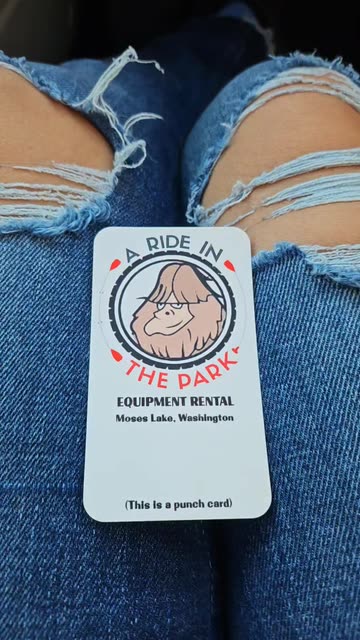 A RIDE IN
THE PARK
EQUIPMENT RENTAL
Moses Lake, Washington
(This is a punch card)